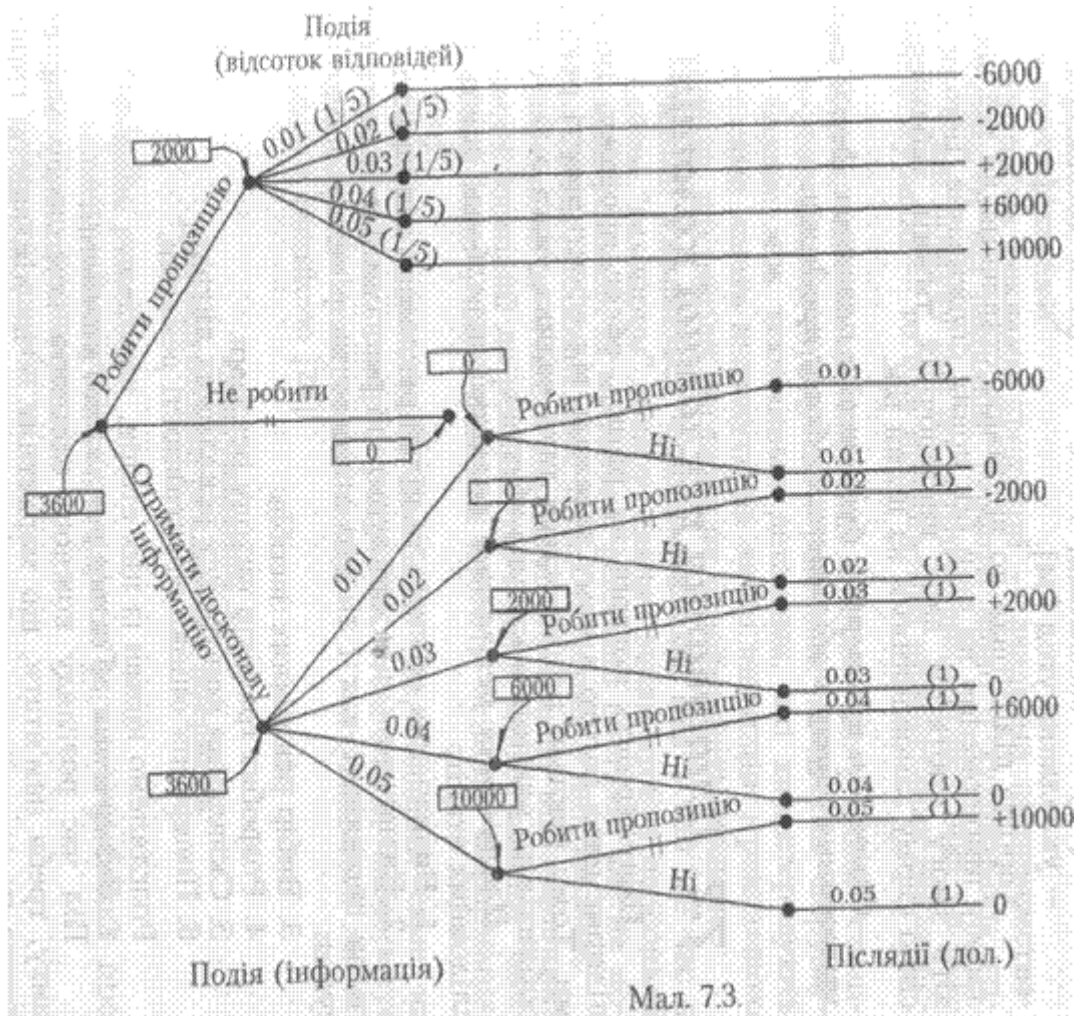 Подія
(відсоток відповідей)
0.01 (1/5)
-6000
0.02 (1/5)
-2000
2000
0.03 (1/5)
+2000
0.04 (1/5)
+6000
0.05 (1/5)
+10000
Робити пропозицію
Не робити
0
0
3600
Отримати досконалу
інформацію
0.01
Робити пропозицію
0.01 (1)
-6000
Ні
0.01 (1)
0
0
0.02
Робити пропозицію
0.02 (1)
-2000
Ні
0.02 (1)
0
2000
0.03
Робити пропозицію
0.03 (1)
+2000
Ні
0.03 (1)
0
6000
0.04
Робити пропозицію
0.04 (1)
+6000
Ні
0.04 (1)
0
3600
0.05
10000
Робити пропозицію
0.05 (1)
+10000
Ні
0.05 (1)
0
Подія (інформація)
Післядії (дол.)
Мал. 7.3